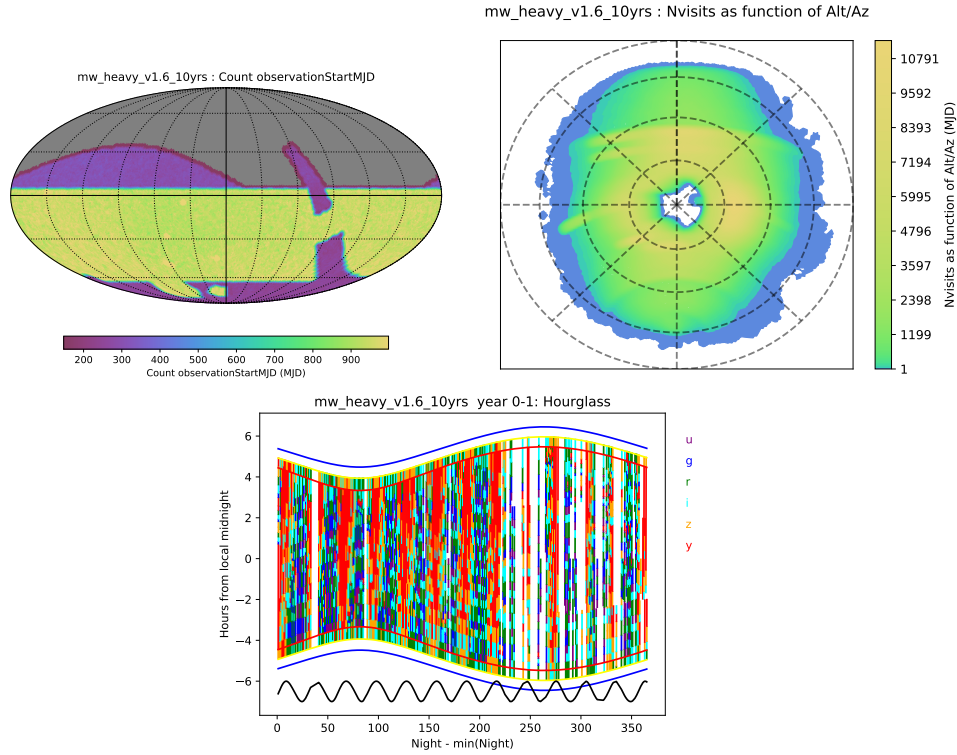 mw_heavy_v1.6_10yrs : Nvisits as function of Alt/Az
mw_heavy_v1.6_10yrs : Count observationStartMJD
200 300 400 500 600 700 800 900
Count observationStartMJD (MJD)
10791
9592
8393
7194
5995
4796
3597
2398
1199
1
Nvisits as function of Alt/Az (MJD)
mw_heavy_v1.6_10yrs year 0-1: Hourglass
6
4
2
0
−2
−4
−6
Hours from local midnight
0 50 100 150 200 250 300 350
Night - min(Night)
u
g
r
i
z
y